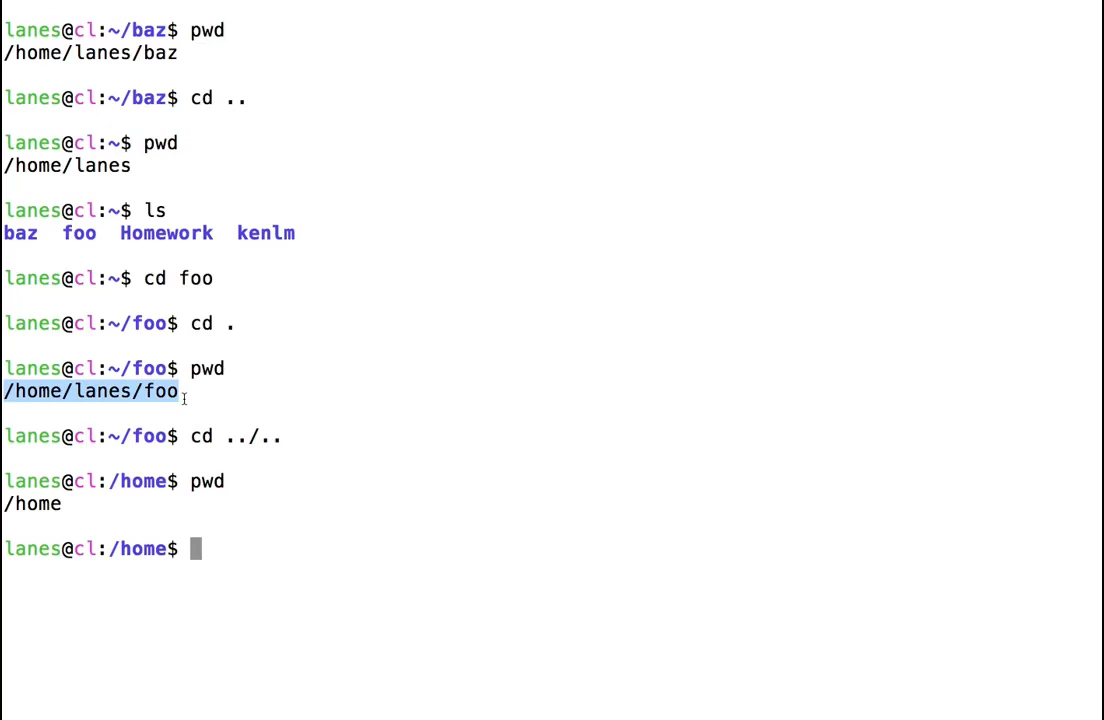 lanes@cl:~/baz$ pwd
/home/lanes/baz
lanes@cl:~/baz$ cd ..
lanes@cl:~$ pwd
/home/lanes
lanes@cl:~$ ls
baz  foo  Homework  kenlm
lanes@cl:~$ cd foo
lanes@cl:~/foo$ cd .
lanes@cl:~/foo$ pwd
/home/lanes/foo
lanes@cl:~/foo$ cd ../..
lanes@cl:/home$ pwd
/home
lanes@cl:/home$